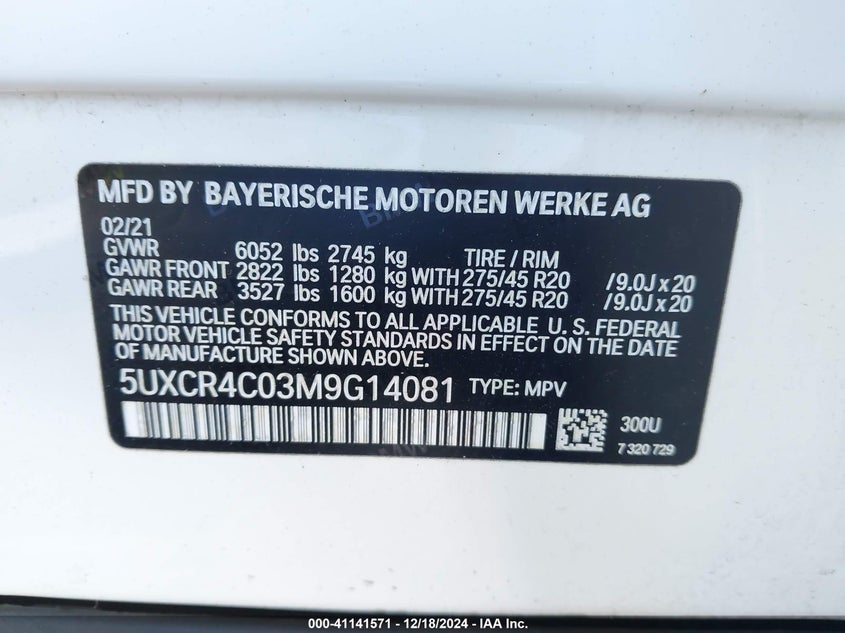 MFD BY BAYERISCHE MOTOREN WERKE AG
02/21
GVWR 6052 lbs 2745 kg TIRE / RIM
GAWR FRONT 2822 lbs 1280 kg WITH 275/45 R20 / 9.0J x 20
GAWR REAR 3527 lbs 1600 kg WITH 275/45 R20 / 9.0J x 20
THIS VEHICLE CONFORMS TO ALL APPLICABLE U. S. FEDERAL
MOTOR VEHICLE SAFETY STANDARDS IN EFFECT ON THE DATE
OF MANUFACTURE SHOWN ABOVE.
5UXCR4C03M9G14081 TYPE: MPV
300U
7 320 729
000-41141571 - 12/18/2024 - IAA Inc.